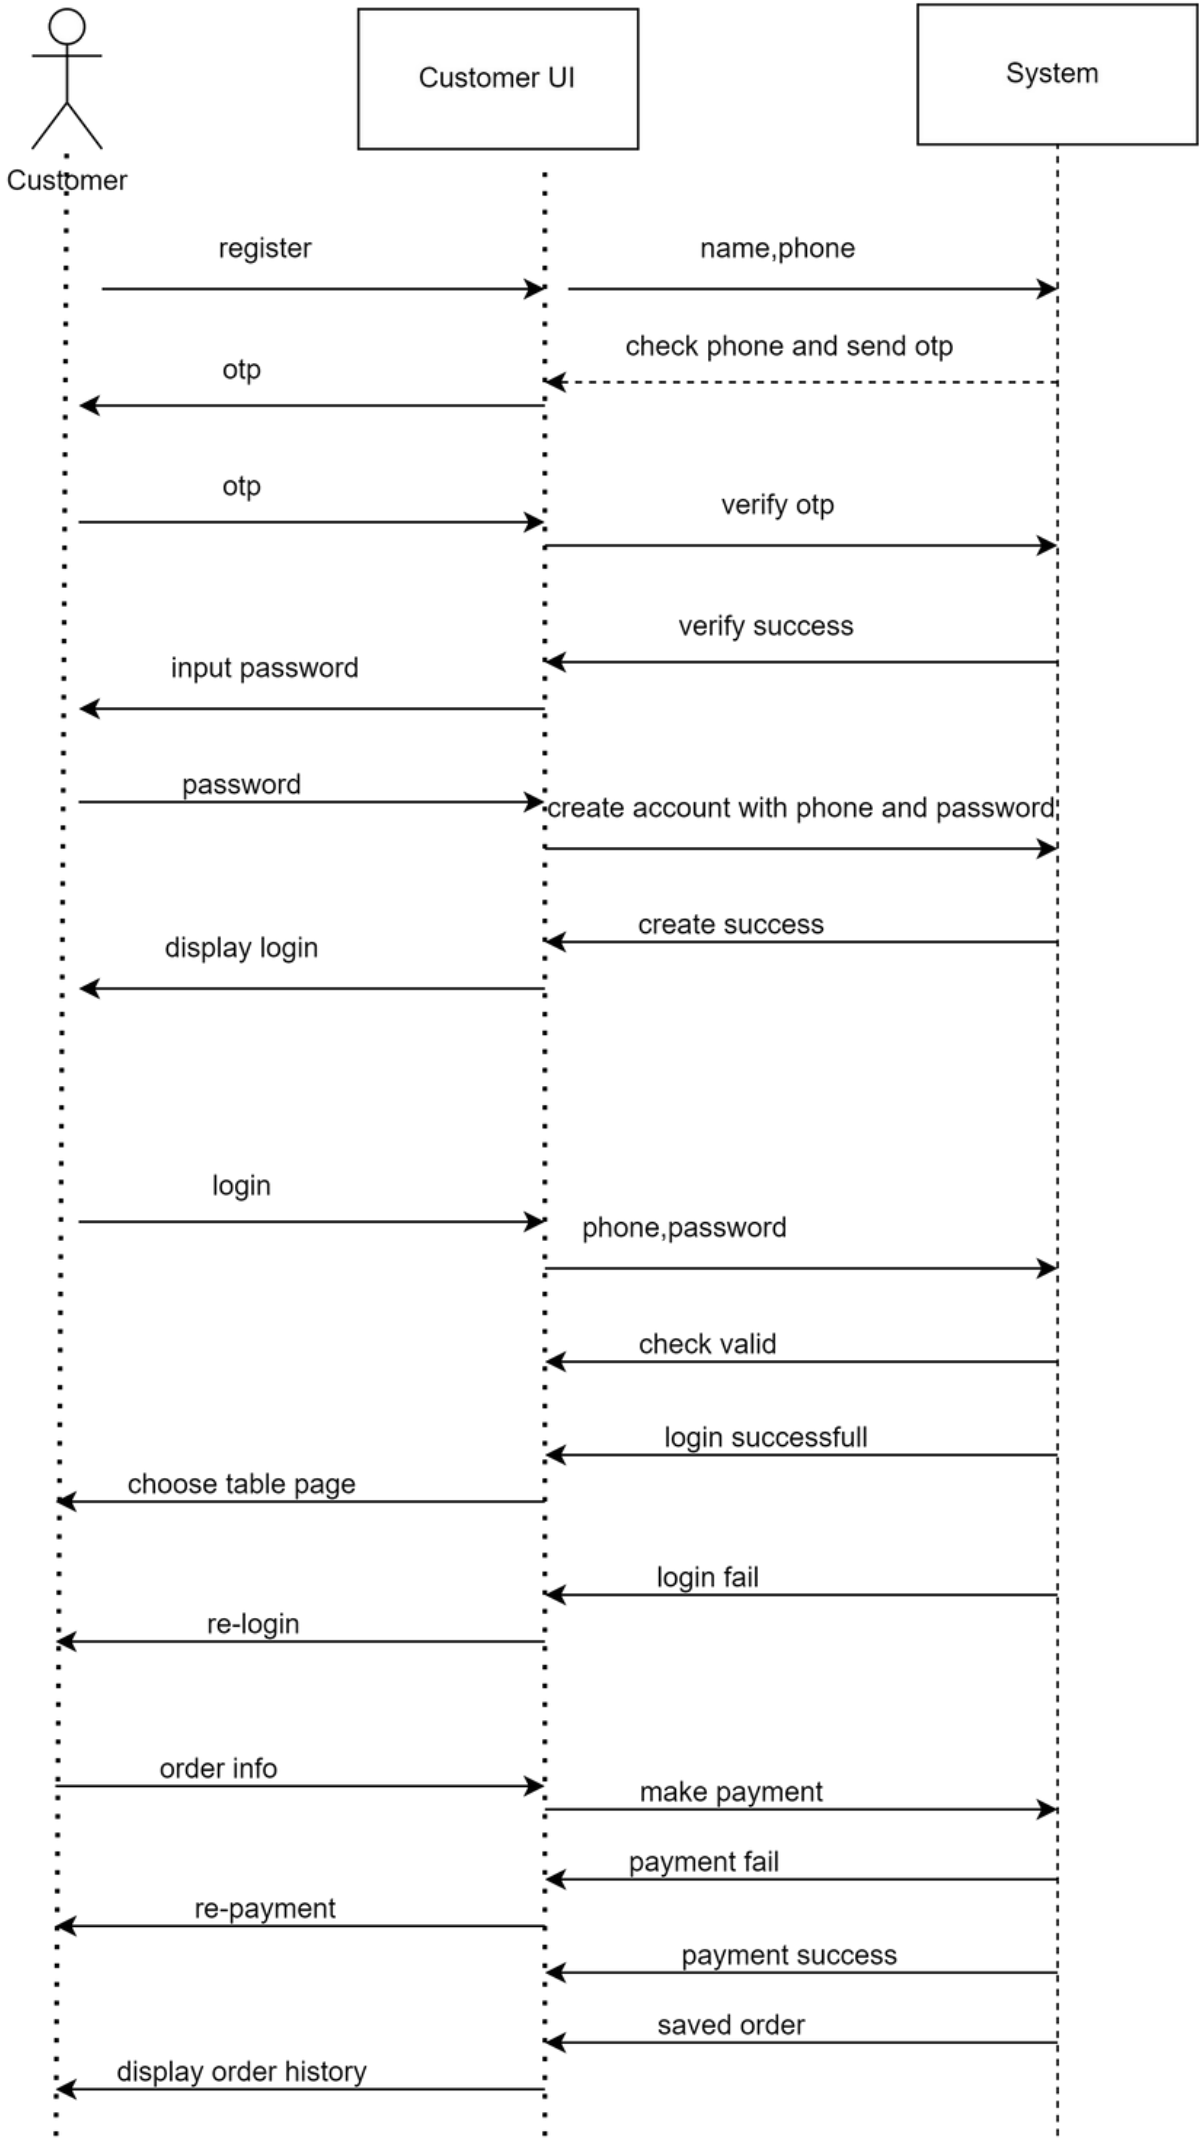 Customer UI
System
Customer
register
name,phone
check phone and send otp
otp
otp
verify otp
verify success
input password
password
create account with phone and password
create success
display login
login
phone,password
check valid
login successfull
choose table page
login fail
re-login
order info
make payment
payment fail
re-payment
payment success
saved order
display order history